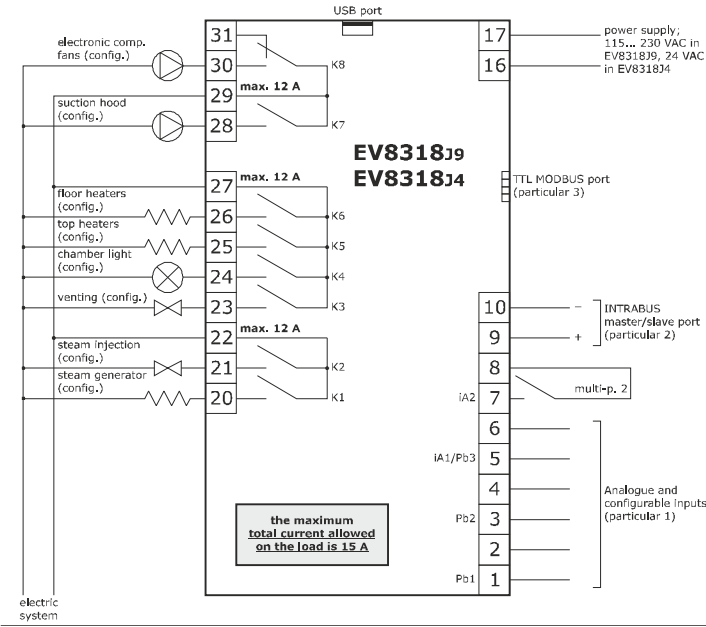 USB port
electronic comp.
fans (config.)
31
30
K8
29
max. 12 A
suction hood
(config.)
28
K7
17
16
power supply;
115... 230 VAC in
EV8318J9, 24 VAC
in EV8318J4
EV8318J9
EV8318J4
27
max. 12 A
floor heaters
(config.)
26
K6
top heaters
(config.)
25
K5
chamber light
(config.)
24
K4
venting (config.)
23
K3
22
max. 12 A
steam injection
(config.)
21
K2
steam generator
(config.)
20
K1
TTL MODBUS port
(particular 3)
10
−
9
+
INTRABUS
master/slave port
(particular 2)
8
iA2
7
multi-p. 2
6
iA1/Pb3
5
4
Pb2
3
2
Pb1
1
Analogue and
configurable inputs
(particular 1)
the maximum
total current allowed
on the load is 15 A
electric
system